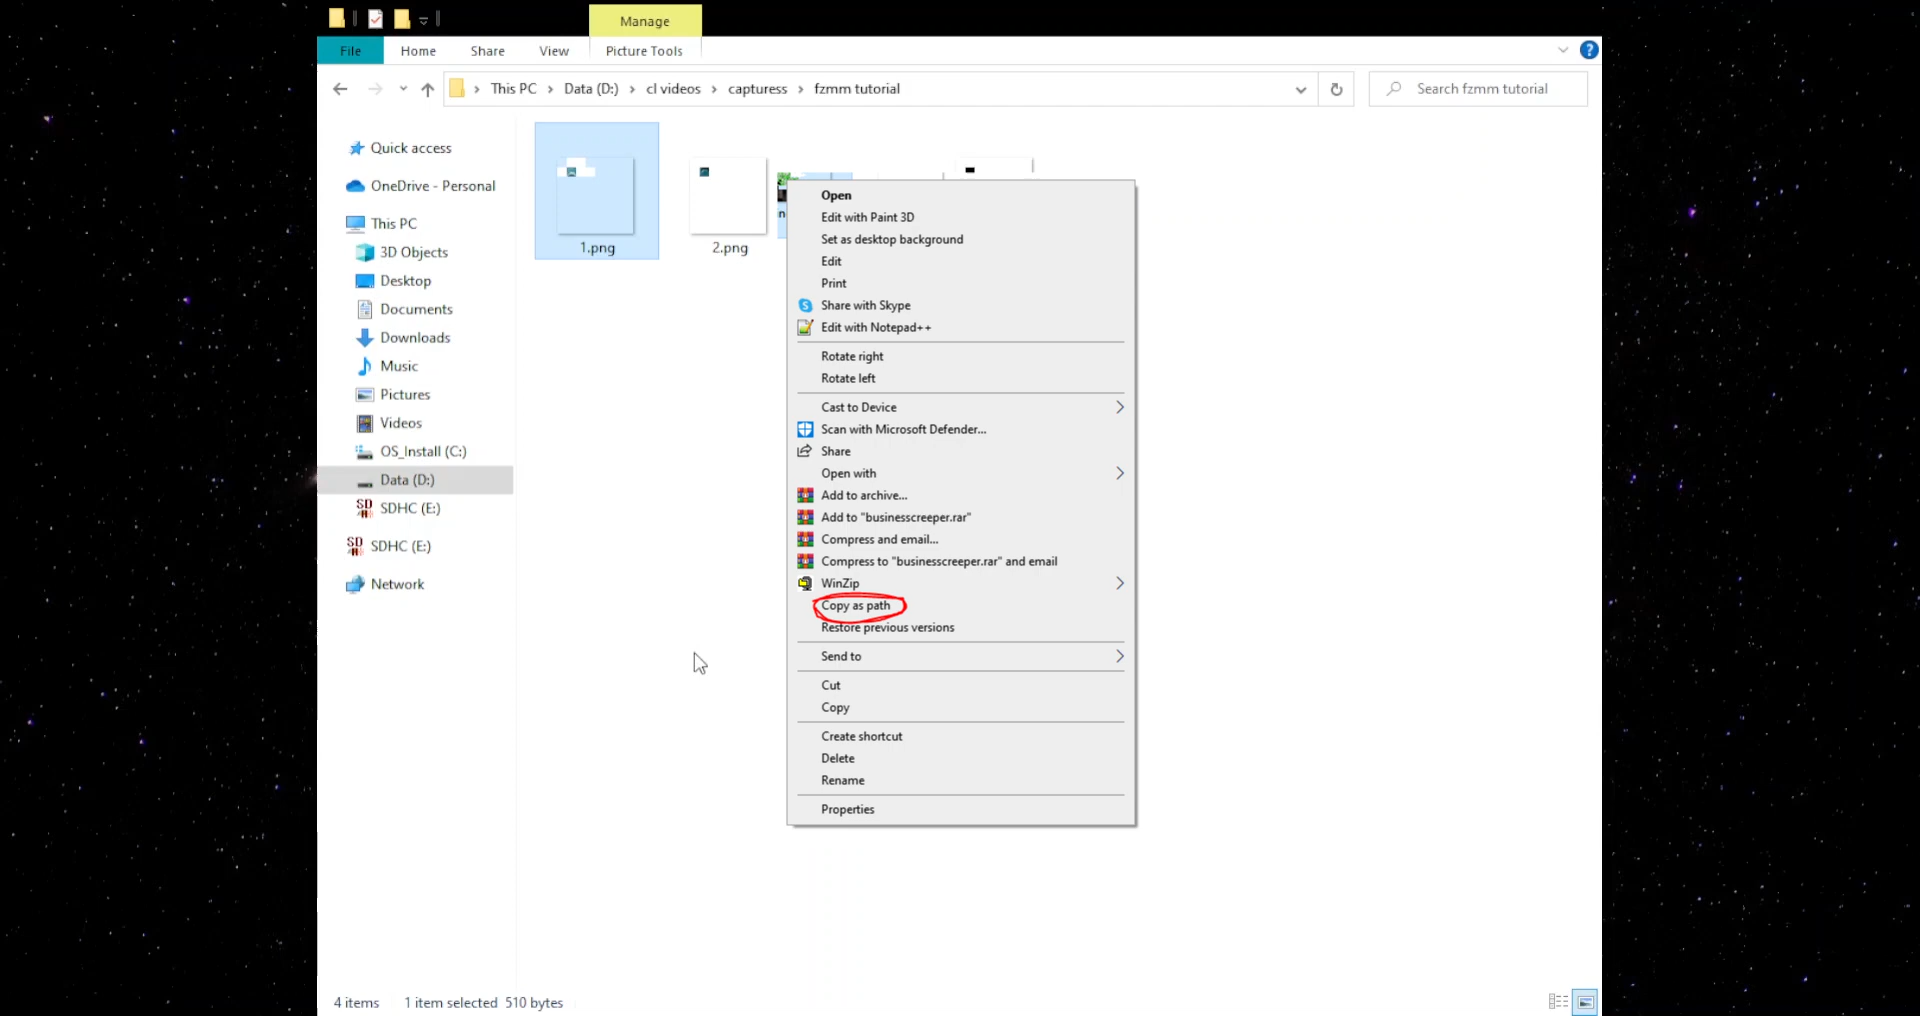 Manage
File Home Share View Picture Tools
This PC › Data (D:) › cl videos › capturess › fzmm tutorial
Search fzmm tutorial
Quick access
OneDrive - Personal
This PC
3D Objects
Desktop
Documents
Downloads
Music
Pictures
Videos
OS_Install (C:)
Data (D:)
SDHC (E:)
SDHC (E:)
Network
1.png
2.png
Open
Edit with Paint 3D
Set as desktop background
Edit
Print
Share with Skype
Edit with Notepad++
Rotate right
Rotate left
Cast to Device
Scan with Microsoft Defender...
Share
Open with
Add to archive...
Add to "businesscreeper.rar"
Compress and email...
Compress to "businesscreeper.rar" and email
WinZip
Copy as path
Restore previous versions
Send to
Cut
Copy
Create shortcut
Delete
Rename
Properties
4 items 1 item selected 510 bytes